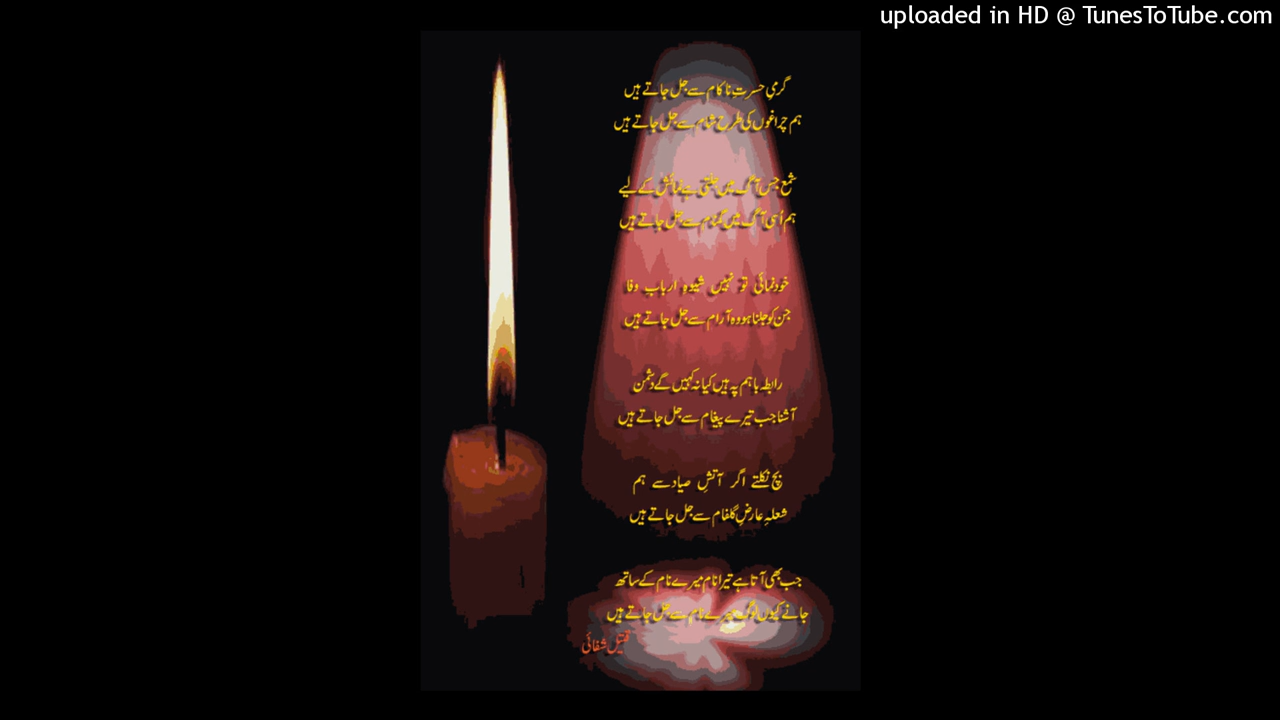 uploaded in HD @ TunesToTube.com
گرمیِ حسرتِ ناکام سے جل جاتے ہیں
ہم چراغوں کی طرح شام سے جل جاتے ہیں
شمع جس آگ میں جلتی ہے نمائش کے لیے
ہم اُسی آگ میں گمنام سے جل جاتے ہیں
خودنمائی تو نہیں شیوہِ اربابِ وفا
جن کو جلنا ہو وہ آرام سے جل جاتے ہیں
رابطہ باہم پہ ہیں کیا نہ کہیں گے دشمن
آشنا جب تیرے پیغام سے جل جاتے ہیں
بچ نکلتے اگر آتشِ صیاد سے ہم
شعلہِ عارضِ گلفام سے جل جاتے ہیں
جب بھی آتا ہے تیرا نام میرے نام کے ساتھ
جانے کیوں لوگ میرے نام سے جل جاتے ہیں
قتیل شفائی